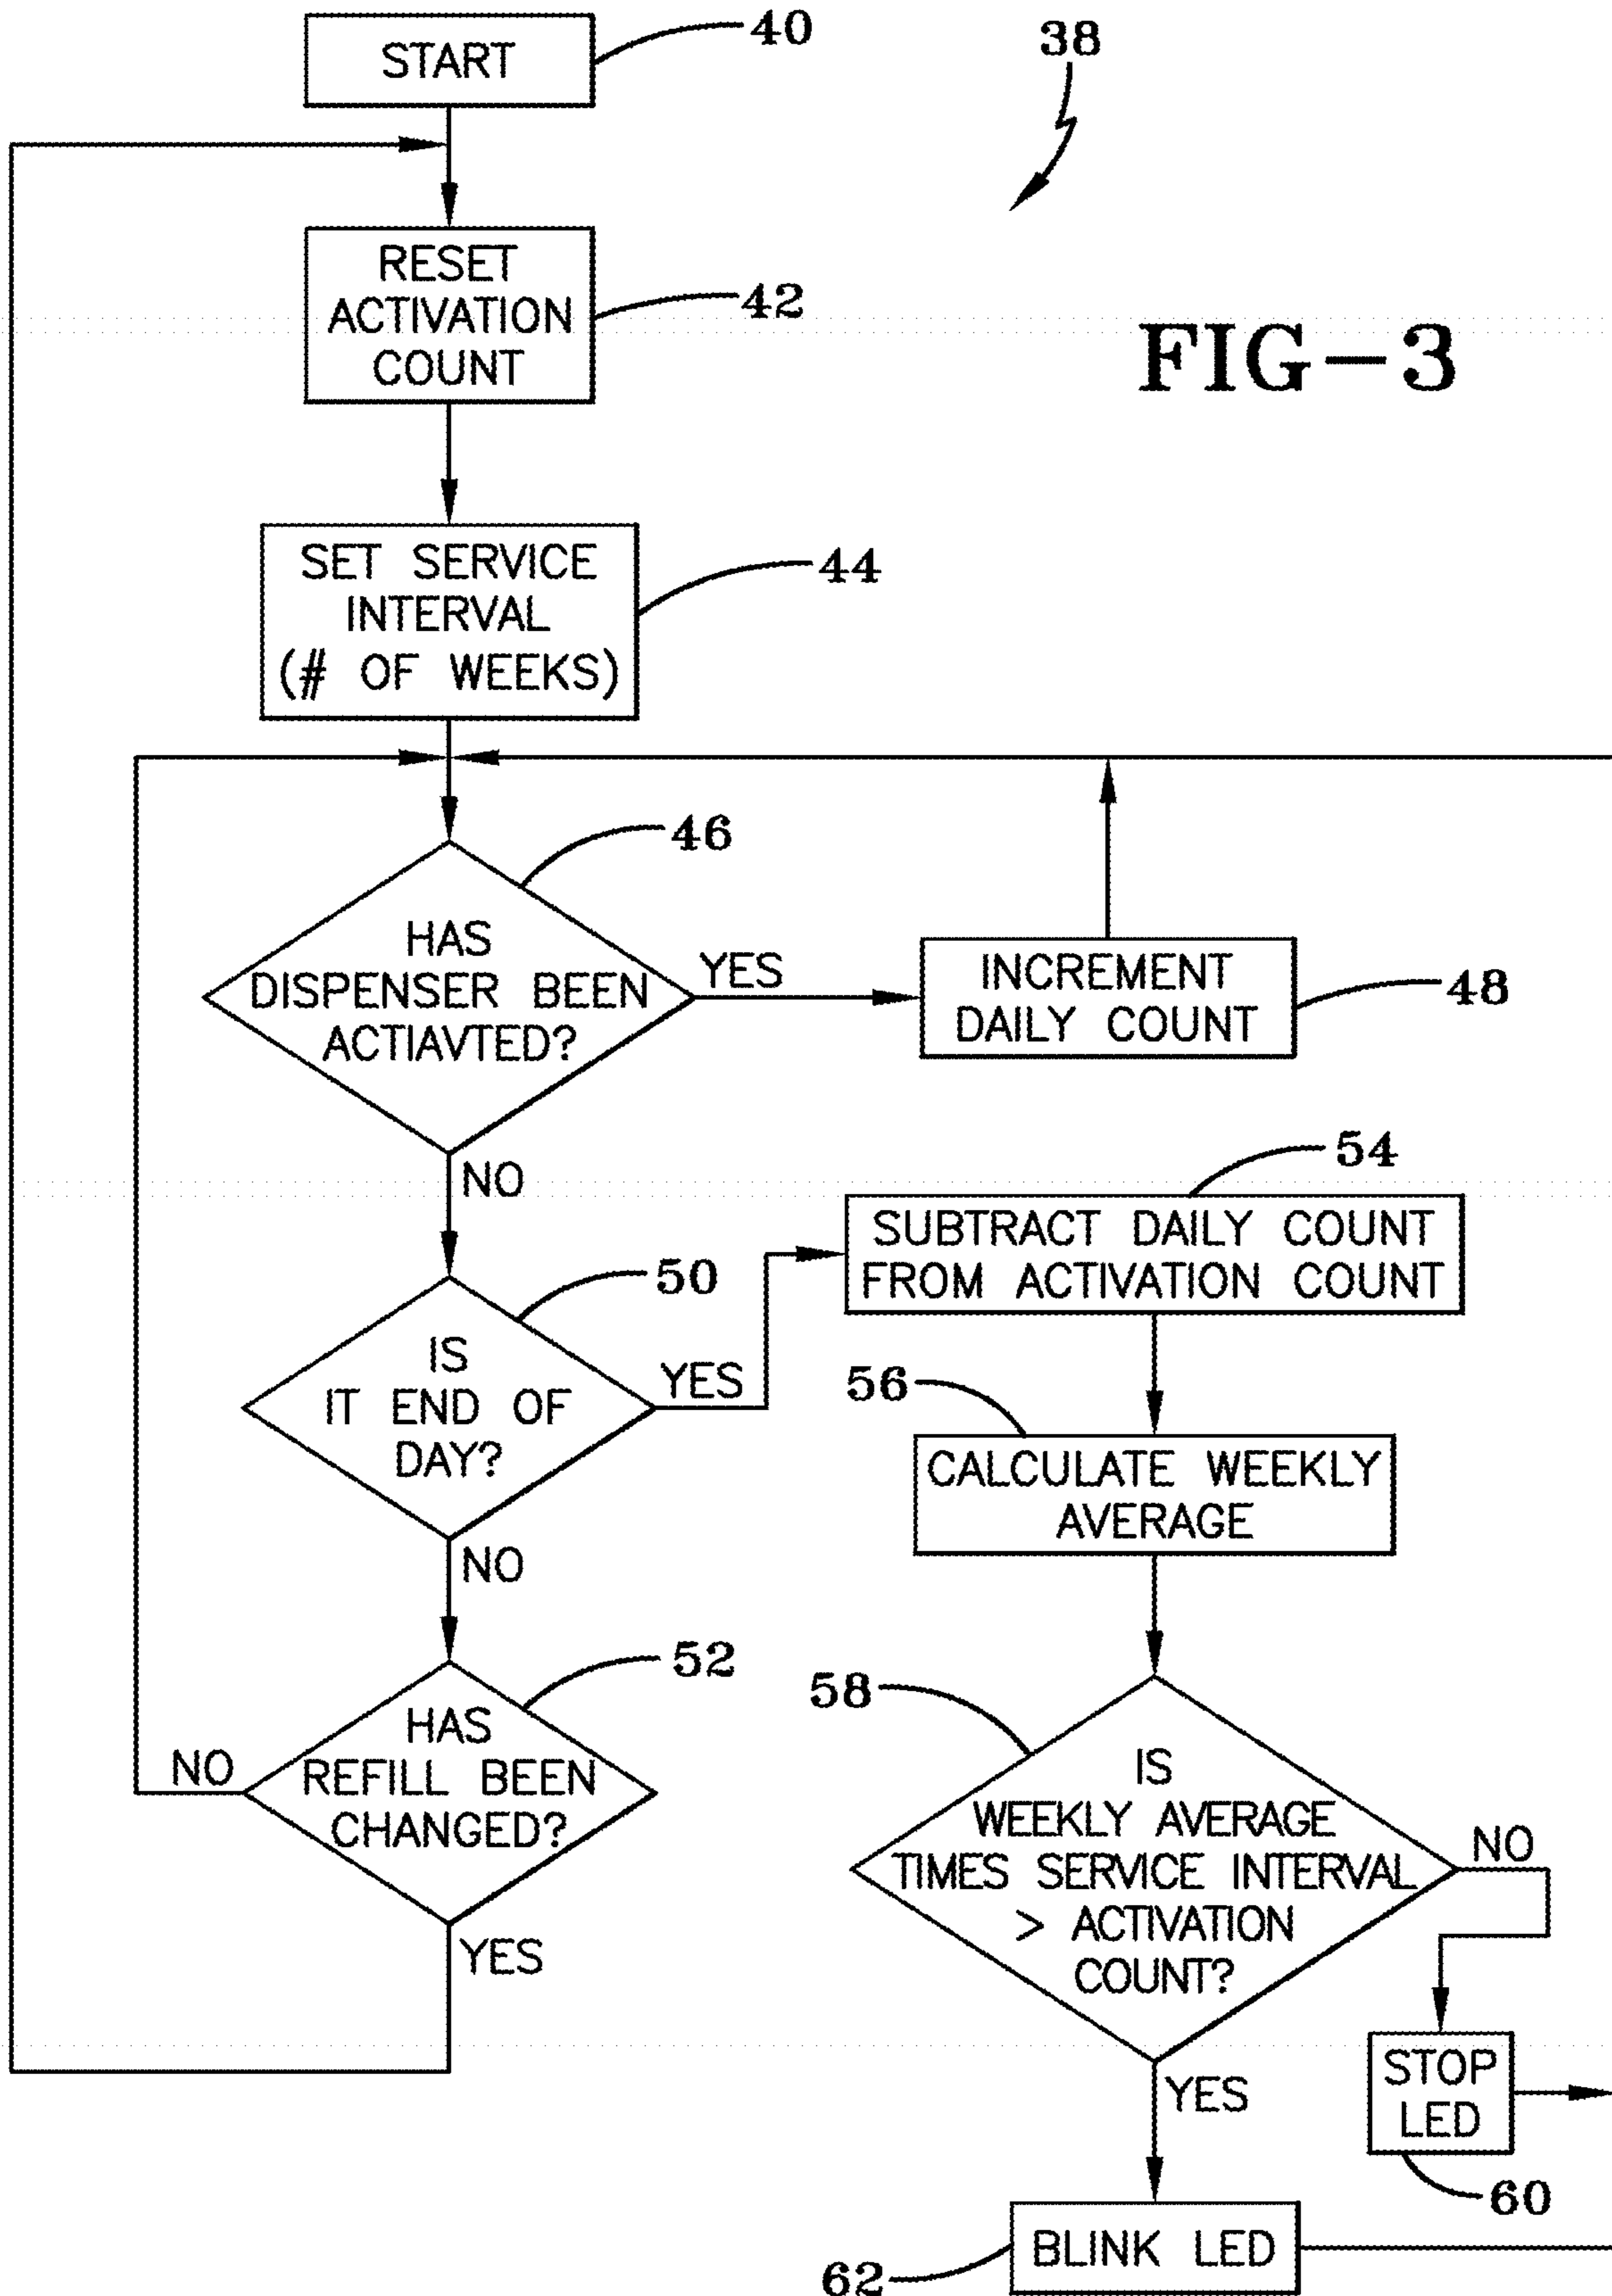 START
40
38
RESET
ACTIVATION
COUNT
42
FIG-3
SET SERVICE
INTERVAL
(# OF WEEKS)
44
46
HAS
DISPENSER BEEN
ACTIAVTED?
YES
INCREMENT
DAILY COUNT
48
NO
54
SUBTRACT DAILY COUNT
FROM ACTIVATION COUNT
50
IS
IT END OF
DAY?
YES
56
CALCULATE WEEKLY
AVERAGE
NO
52
HAS
REFILL BEEN
CHANGED?
NO
YES
58
IS
WEEKLY AVERAGE
TIMES SERVICE INTERVAL
> ACTIVATION
COUNT?
NO
YES
STOP
LED
60
BLINK LED
62